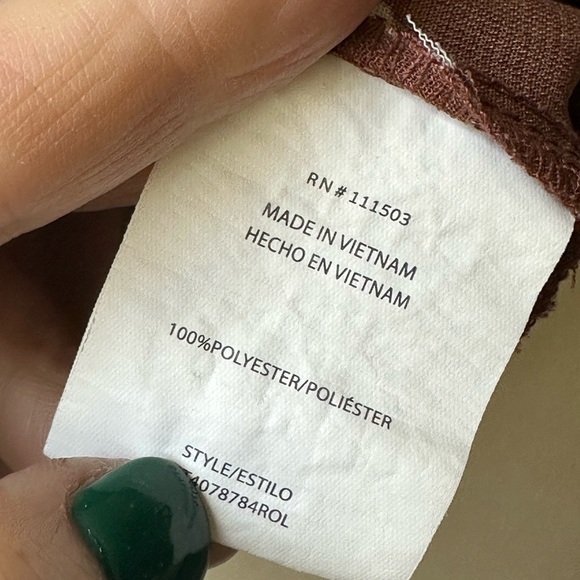 RN# 111503
MADE IN VIETNAM
HECHO EN VIETNAM
100%POLYESTER/POLIÉSTER
STYLE/ESTILO